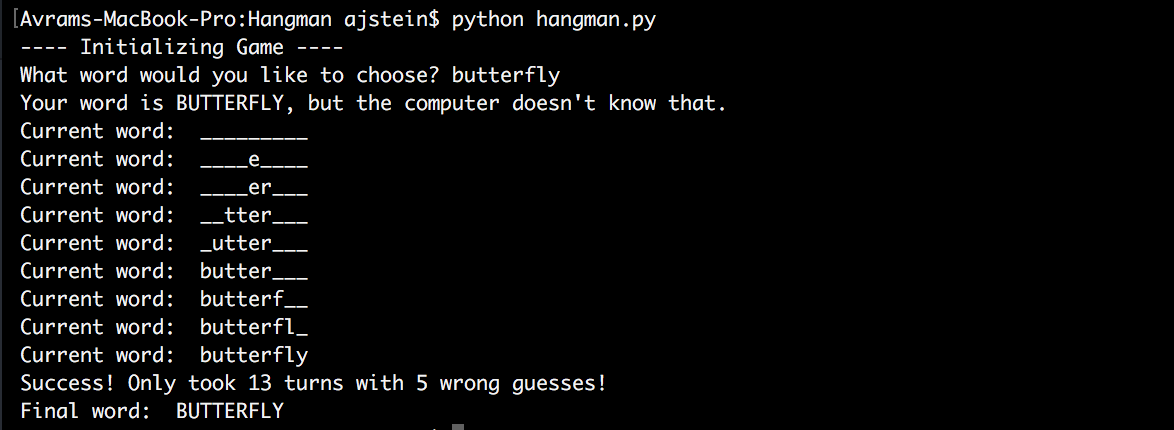 [Avrams-MacBook-Pro:Hangman ajstein$ python hangman.py
---- Initializing Game ----
What word would you like to choose? butterfly
Your word is BUTTERFLY, but the computer doesn't know that.
Current word:  _________
Current word:  ____e____
Current word:  ____er___
Current word:  __tter___
Current word:  _utter___
Current word:  butter___
Current word:  butterf__
Current word:  butterfl_
Current word:  butterfly
Success! Only took 13 turns with 5 wrong guesses!
Final word:  BUTTERFLY